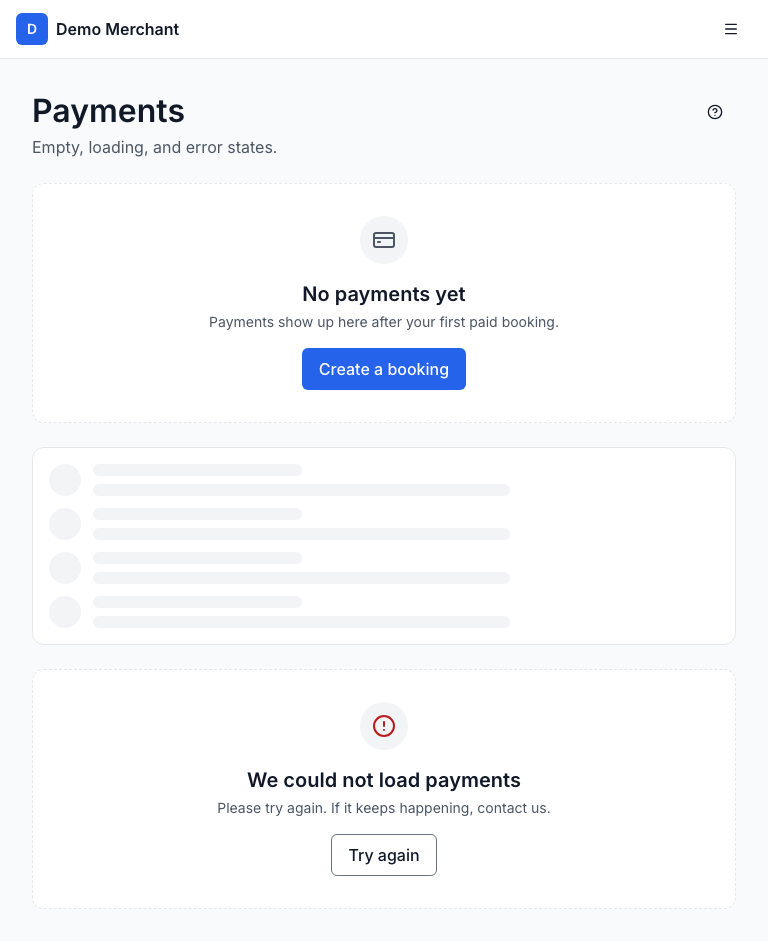 D
Demo Merchant
Payments
Empty, loading, and error states.
No payments yet
Payments show up here after your first paid booking.
Create a booking
We could not load payments
Please try again. If it keeps happening, contact us.
Try again